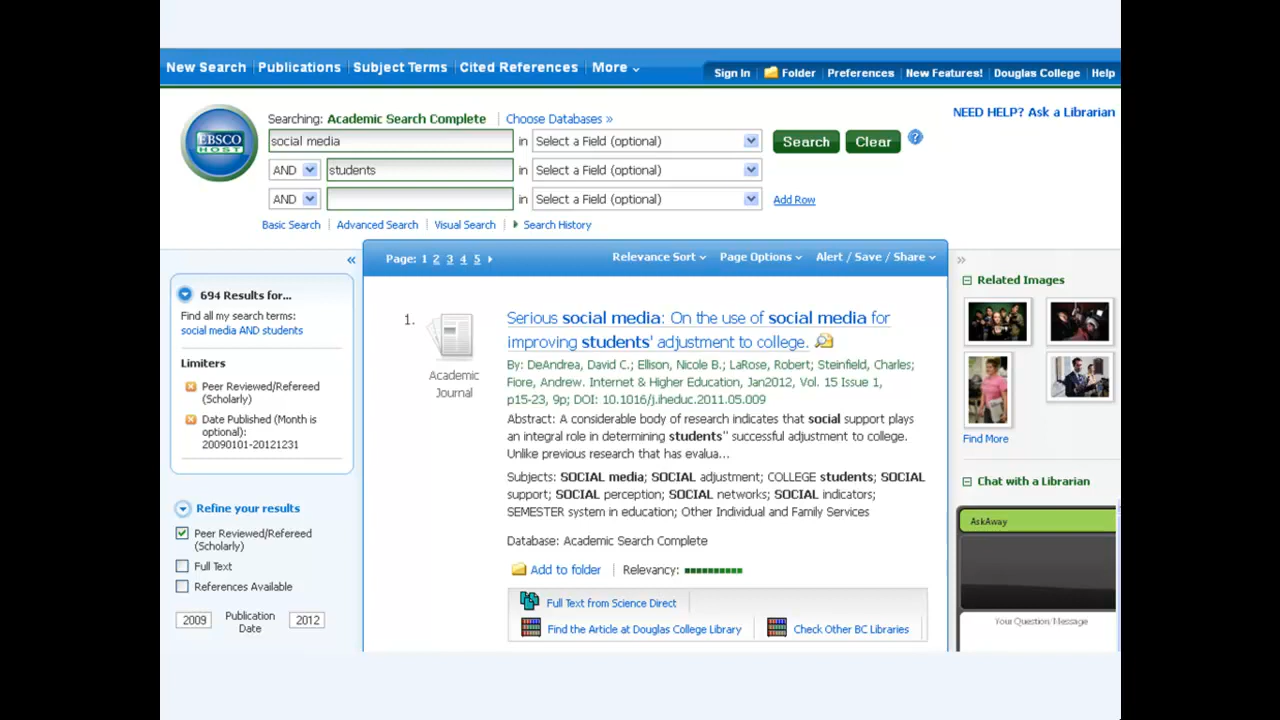 New Search Publications Subject Terms Cited References More
Sign In Folder Preferences New Features! Douglas College Help
NEED HELP? Ask a Librarian
EBSCO
HOST
Searching: Academic Search Complete Choose Databases »
social media in Select a Field (optional) Search Clear ?
AND students in Select a Field (optional)
AND in Select a Field (optional) Add Row
Basic Search Advanced Search Visual Search Search History
«
694 Results for...
Find all my search terms:
social media AND students
Limiters
Peer Reviewed/Refereed
(Scholarly)
Date Published (Month is
optional):
20090101-20121231
Refine your results
Peer Reviewed/Refereed
(Scholarly)
Full Text
References Available
2009 Publication Date 2012
Page: 1 2 3 4 5 Relevance Sort Page Options Alert / Save / Share
1.
Academic
Journal
Serious social media: On the use of social media for
improving students' adjustment to college.
By: DeAndrea, David C.; Ellison, Nicole B.; LaRose, Robert; Steinfield, Charles;
Fiore, Andrew. Internet & Higher Education, Jan2012, Vol. 15 Issue 1,
p15-23, 9p; DOI: 10.1016/j.iheduc.2011.05.009
Abstract: A considerable body of research indicates that social support plays
an integral role in determining students'' successful adjustment to college.
Unlike previous research that has evalua...
Subjects: SOCIAL media; SOCIAL adjustment; COLLEGE students; SOCIAL
support; SOCIAL perception; SOCIAL networks; SOCIAL indicators;
SEMESTER system in education; Other Individual and Family Services
Database: Academic Search Complete
Add to folder Relevancy:
Full Text from Science Direct
Find the Article at Douglas College Library Check Other BC Libraries
»
Related Images
Find More
Chat with a Librarian
AskAway
Your Question/Message